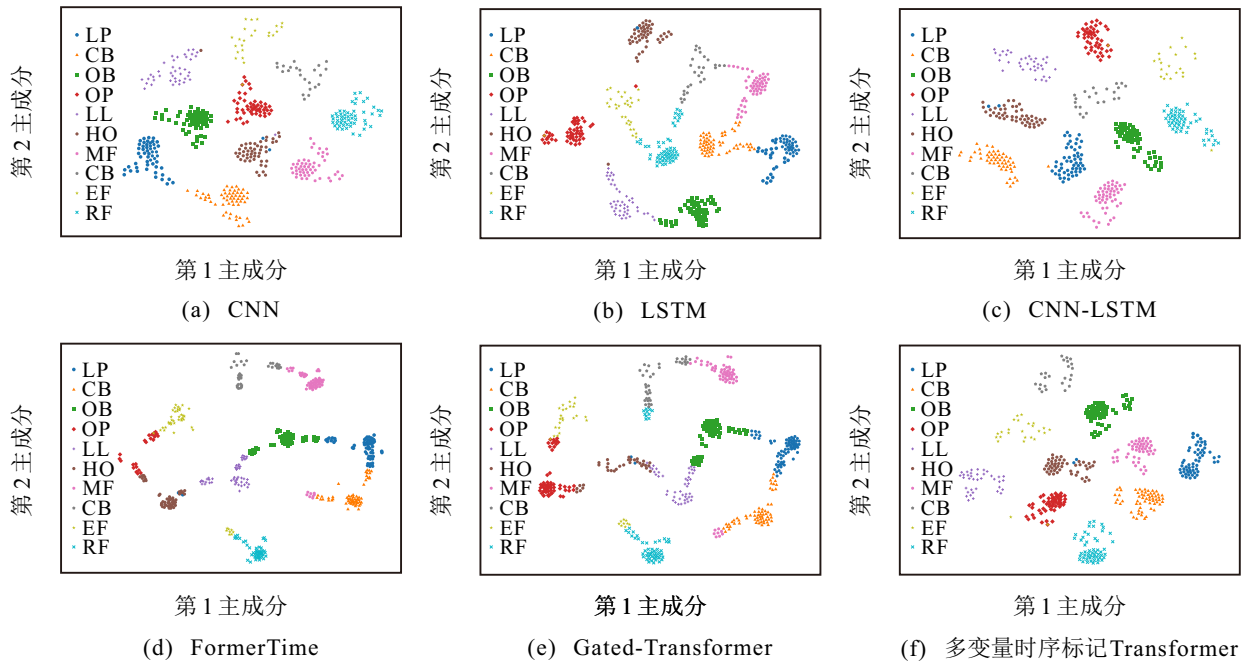 LP
CB
OB
OP
LL
HO
MF
CB
EF
RF
第 2 主成分
第 1 主成分
(a) CNN
LP
CB
OB
OP
LL
HO
MF
CB
EF
RF
第 2 主成分
第 1 主成分
(b) LSTM
LP
CB
OB
OP
LL
HO
MF
CB
EF
RF
第 2 主成分
第 1 主成分
(c) CNN-LSTM
LP
CB
OB
OP
LL
HO
MF
CB
EF
RF
第 2 主成分
第 1 主成分
(d) FormerTime
LP
CB
OB
OP
LL
HO
MF
CB
EF
RF
第 2 主成分
第 1 主成分
(e) Gated-Transformer
LP
CB
OB
OP
LL
HO
MF
CB
EF
RF
第 2 主成分
第 1 主成分
(f) 多变量时序标记Transformer